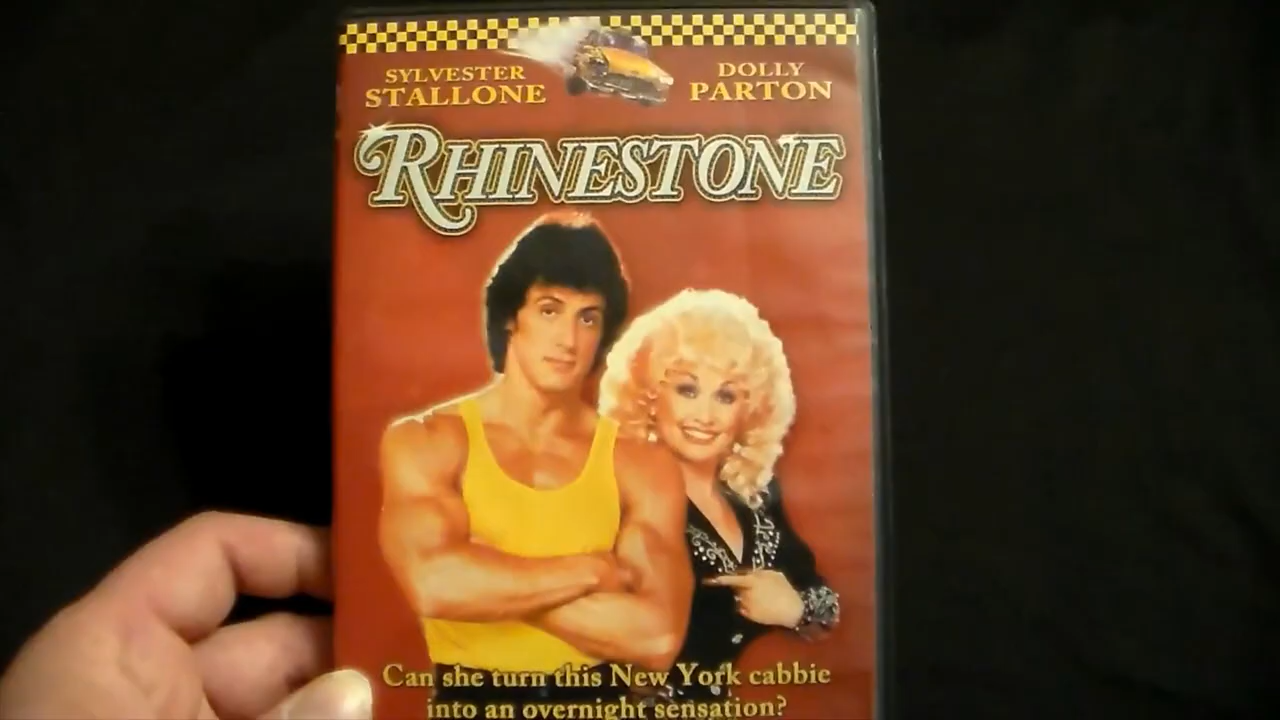 SYLVESTER
STALLONE
DOLLY
PARTON
RHINESTONE
Can she turn this New York cabbie
into an overnight sensation?